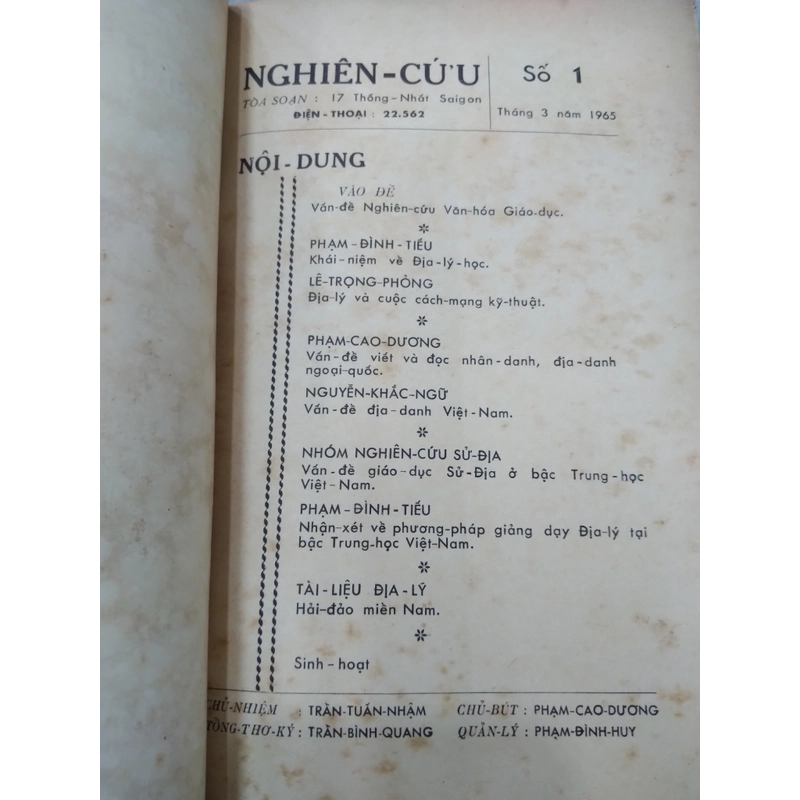 NGHIÊN-CỨU
Số 1
TÒA SOẠN : 17 Thống-Nhất Saigon
ĐIỆN-THOẠI : 22.562
Tháng 3 năm 1965
NỘI-DUNG
VÀO ĐỀ
Vấn-đề Nghiên-cứu Văn-hóa Giáo-dục.
*
PHẠM-ĐÌNH-TIẾU
Khái-niệm về Địa-lý-học.
LÊ-TRỌNG-PHỎNG
Địa-lý và cuộc cách-mạng kỹ-thuật.
*
PHẠM-CAO-DƯƠNG
Vấn-đề viết và đọc nhân-danh, địa-danh
ngoại-quốc.
NGUYỄN-KHẮC-NGỮ
Vấn-đề địa-danh Việt-Nam.
*
NHÓM NGHIÊN-CỨU SỬ-ĐỊA
Vấn-đề giáo-dục Sử-Địa ở bậc Trung-học
Việt-Nam.
PHẠM-ĐÌNH-TIẾU
Nhận-xét về phương-pháp giảng dạy Địa-lý tại
bậc Trung-học Việt-Nam.
*
TÀI-LIỆU ĐỊA-LÝ
Hải-đảo miền Nam.
*
Sinh-hoạt
CHỦ-NHIỆM : TRẦN-TUẤN-NHẬM CHỦ-BÚT : PHẠM-CAO-DƯƠNG
TỔNG-THƠ-KÝ : TRẦN-BÌNH-QUANG QUẢN-LÝ : PHẠM-ĐÌNH-HUY